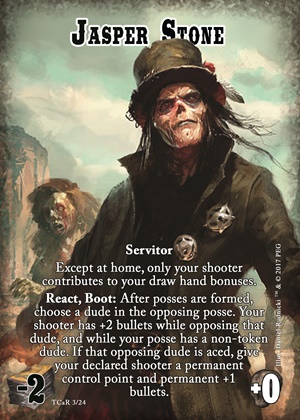 JASPER STONE
Servitor
Except at home, only your shooter
contributes to your draw hand bonuses.
React, Boot: After posses are formed,
choose a dude in the opposing posse. Your
shooter has +2 bullets while opposing that
dude, and while your posse has a non-token
dude. If that opposing dude is aced, give
your declared shooter a permanent
control point and permanent +1
bullets.
-2
TCaR 3/24
+0
™ & © 2017 PEG